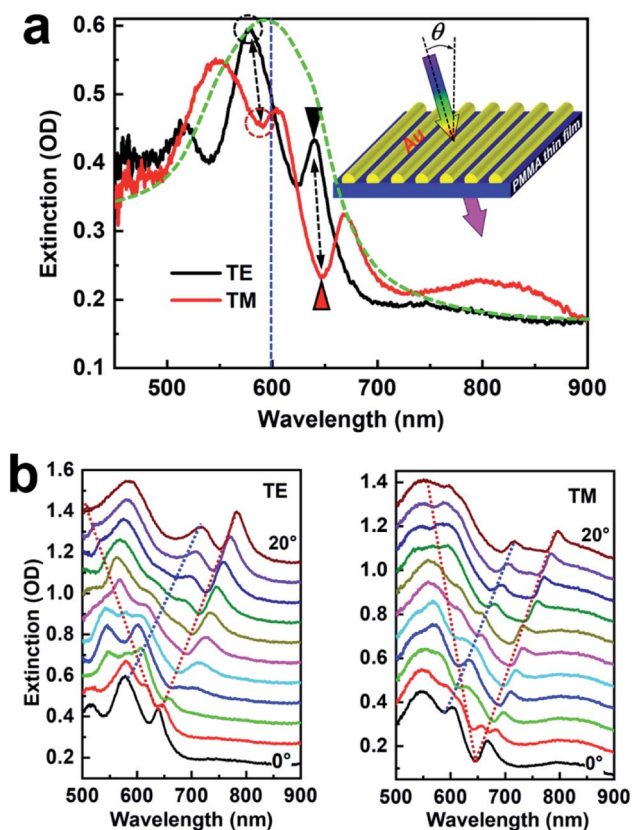 a
0.6
0.5
0.4
0.3
0.2
0.1
Extinction (OD)
TE
TM
θ
Au
PMMA thin film
500 600 700 800 900
Wavelength (nm)
b
TE
TM
1.6
1.4
1.2
1.0
0.8
0.6
0.4
0.2
Extinction (OD)
20°
0°
500 600 700 800 900
Wavelength (nm)
1.4
1.2
1.0
0.8
0.6
0.4
0.2
20°
0°
500 600 700 800 900
Wavelength (nm)